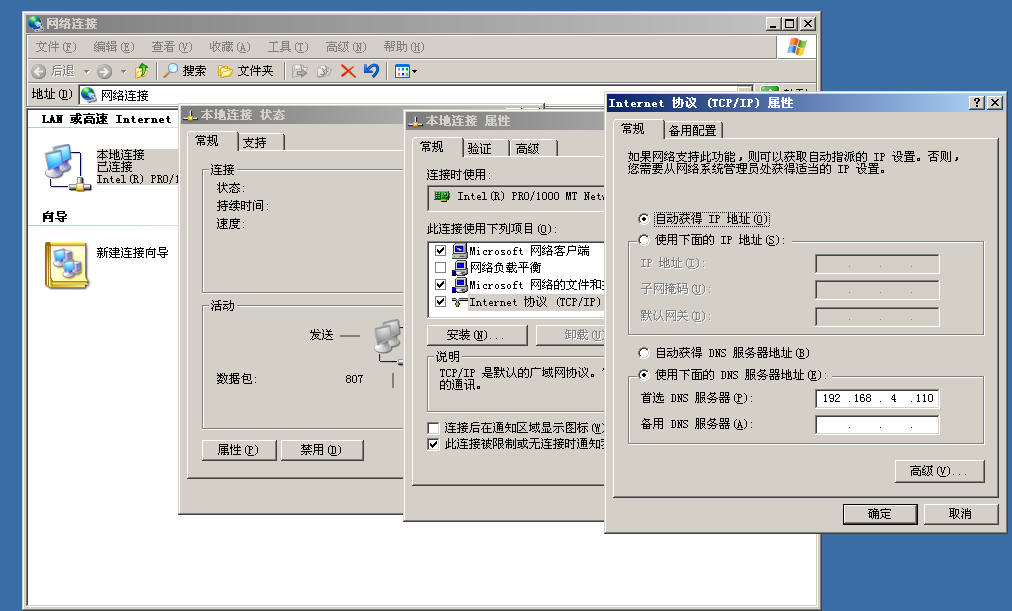 网络连接
文件(F) 编辑(E) 查看(V) 收藏(A) 工具(T) 高级(N) 帮助(H)
后退 搜索 文件夹
地址(D) 网络连接
LAN 或高速 Internet
本地连接
已连接
Intel(R) PRO/1
向导
新建连接向导
本地连接 状态
常规 支持
连接
状态:
持续时间:
速度:
活动
发送
数据包: 807
属性(P) 禁用(D)
本地连接 属性
常规 验证 高级
连接时使用:
Intel(R) PRO/1000 MT Netw
此连接使用下列项目(O):
Microsoft 网络客户端
网络负载平衡
Microsoft 网络的文件和
Internet 协议 (TCP/IP)
安装(N)... 卸载(U)
说明
TCP/IP 是默认的广域网协议。
的通讯。
连接后在通知区域显示图标(W)
此连接被限制或无连接时通知
Internet 协议 (TCP/IP) 属性
常规 备用配置
如果网络支持此功能,则可以获取自动指派的 IP 设置。否则,
您需要从网络系统管理员处获得适当的 IP 设置。
自动获得 IP 地址(O)
使用下面的 IP 地址(S):
IP 地址(I):
子网掩码(U):
默认网关(D):
自动获得 DNS 服务器地址(B)
使用下面的 DNS 服务器地址(E):
首选 DNS 服务器(P): 192 .168 . 4 .110
备用 DNS 服务器(A):
高级(V)...
确定 取消